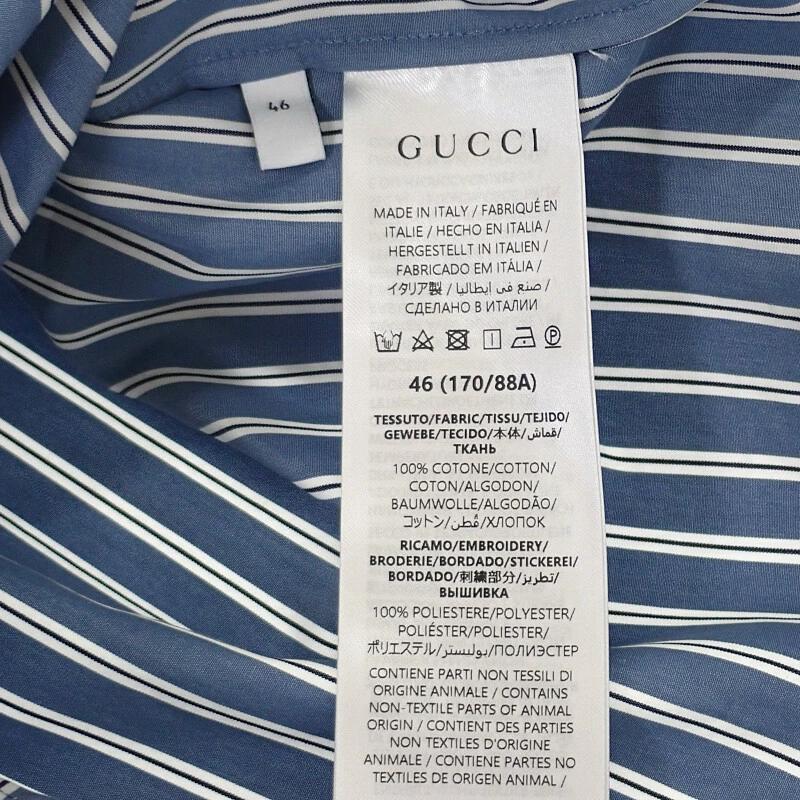 46
GUCCI
MADE IN ITALY / FABRIQUÉ EN
ITALIE / HECHO EN ITALIA /
HERGESTELLT IN ITALIEN /
FABRICADO EM ITÁLIA /
イタリア製 / صنع في إيطاليا /
СДЕЛАНО В ИТАЛИИ
46 (170/88A)
TESSUTO/FABRIC/TISSU/TEJIDO/
GEWEBE/TECIDO/本体/قماش/
ТКАНЬ
100% COTONE/COTTON/
COTON/ALGODON/
BAUMWOLLE/ALGODÃO/
コットン/قُطن/ХЛОПОК
RICAMO/EMBROIDERY/
BRODERIE/BORDADO/STICKEREI/
BORDADO/刺繍部分/تطريز/
ВЫШИВКА
100% POLIESTERE/POLYESTER/
POLIÉSTER/POLIESTER/
ポリエステル/بوليستر/ПОЛИЭСТЕР
CONTIENE PARTI NON TESSILI DI
ORIGINE ANIMALE / CONTAINS
NON-TEXTILE PARTS OF ANIMAL
ORIGIN / CONTIENT DES PARTIES
NON TEXTILES D'ORIGINE
ANIMALE / CONTIENE PARTES NO
TEXTILES DE ORIGEN ANIMAL /